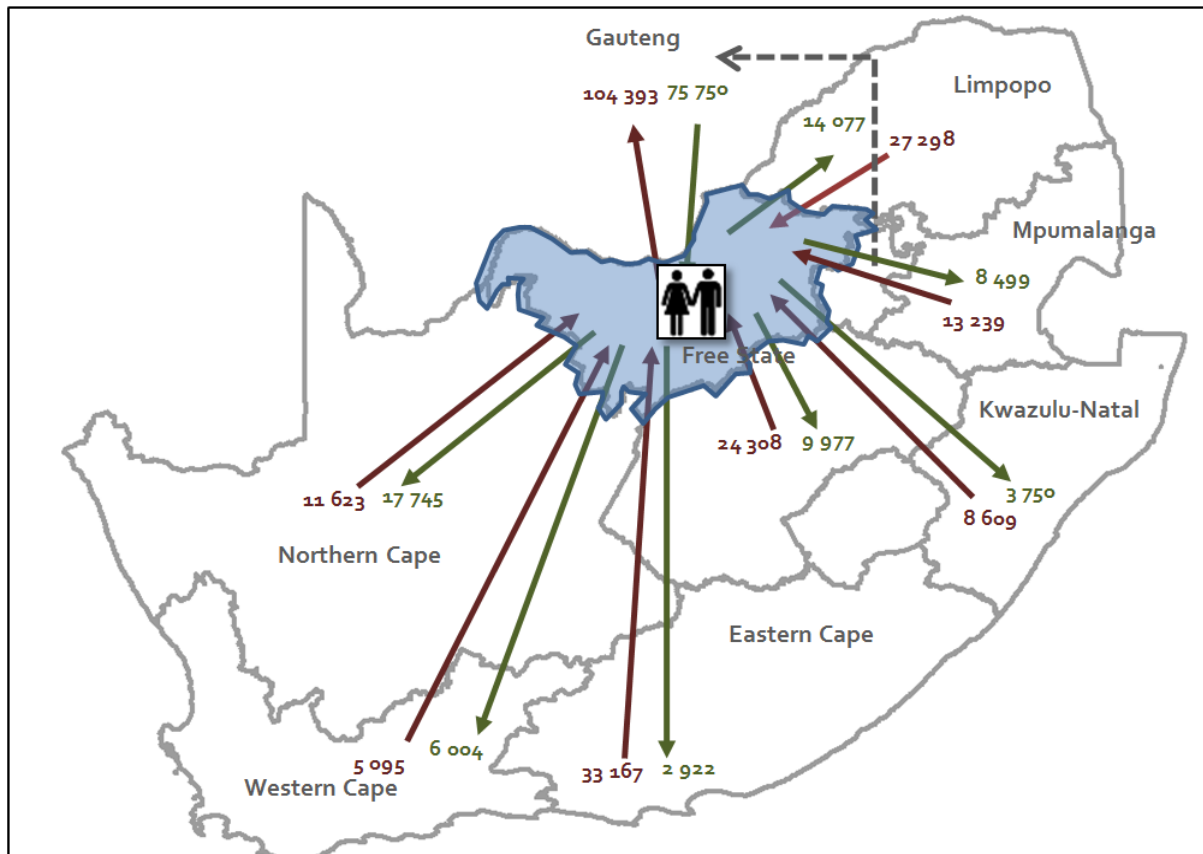 Gauteng
104 393 75 750
Limpopo
14 077
27 298
Mpumalanga
8 499
13 239
Free State
Kwazulu-Natal
24 308 9 977
11 623 17 745
3 750
8 609
Northern Cape
Eastern Cape
6 004
5 095
33 167 2 922
Western Cape